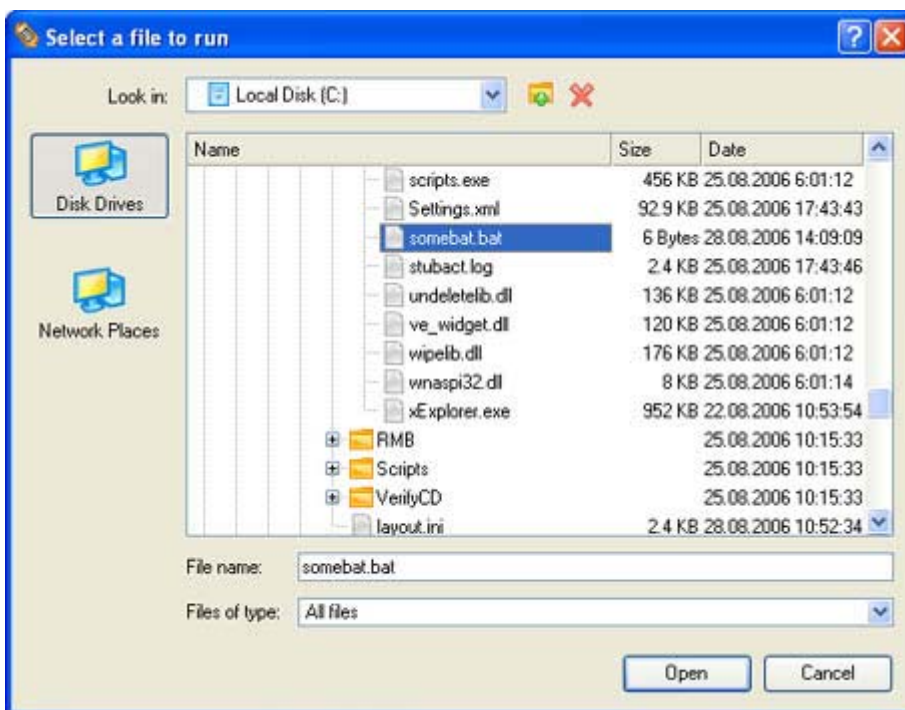 Select a file to run
Look in: Local Disk (C:)
Name Size Date
Disk Drives
Network Places
scripts.exe 456 KB 25.08.2006 6:01:12
Settings.xml 92.9 KB 25.08.2006 17:43:43
somebat.bat 6 Bytes 28.08.2006 14:09:09
stubact.log 2.4 KB 25.08.2006 17:43:46
undeletelib.dll 136 KB 25.08.2006 6:01:12
ve_widget.dll 120 KB 25.08.2006 6:01:12
wipelib.dll 176 KB 25.08.2006 6:01:12
wnaspi32.dll 8 KB 25.08.2006 6:01:14
xExplorer.exe 952 KB 22.08.2006 10:53:54
RMB 25.08.2006 10:15:33
Scripts 25.08.2006 10:15:33
VerifyCD 25.08.2006 10:15:33
layout.ini 2.4 KB 28.08.2006 10:52:34
File name: somebat.bat
Files of type: All files
Open Cancel